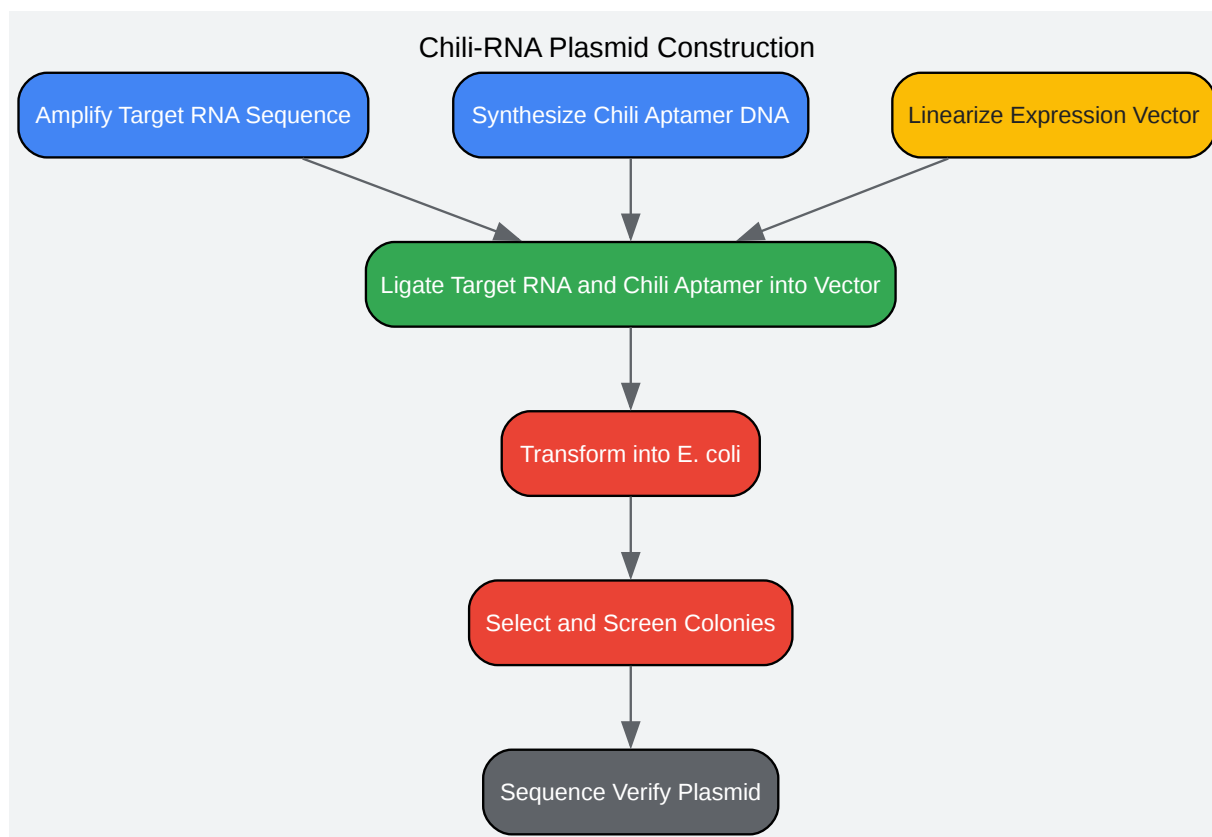 Chili-RNA Plasmid Construction
Amplify Target RNA Sequence
Synthesize Chili Aptamer DNA
Linearize Expression Vector
Ligate Target RNA and Chili Aptamer into Vector
Transform into E. coli
Select and Screen Colonies
Sequence Verify Plasmid